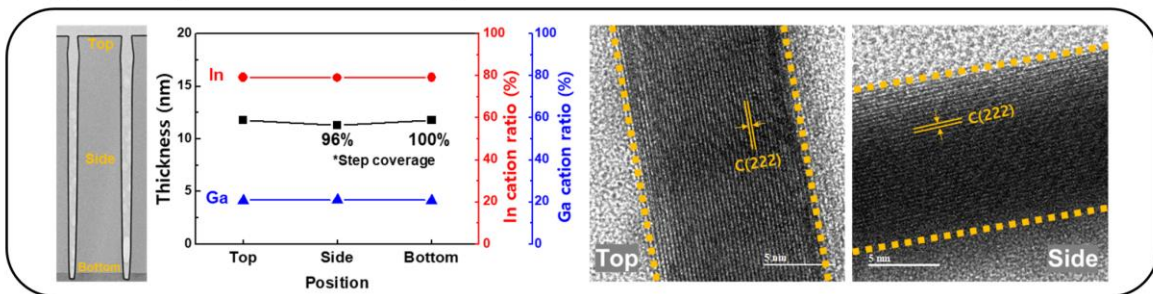 Top
Side
Bottom
Thickness (nm)
20
15
10
5
0
In
96%
100%
*Step coverage
Ga
Top
Side
Bottom
Position
100
80
60
40
20
0
In cation ratio (%)
100
80
60
40
20
0
Ga cation ratio (%)
C(222)
Top
5 nm
C(222)
5 nm
Side